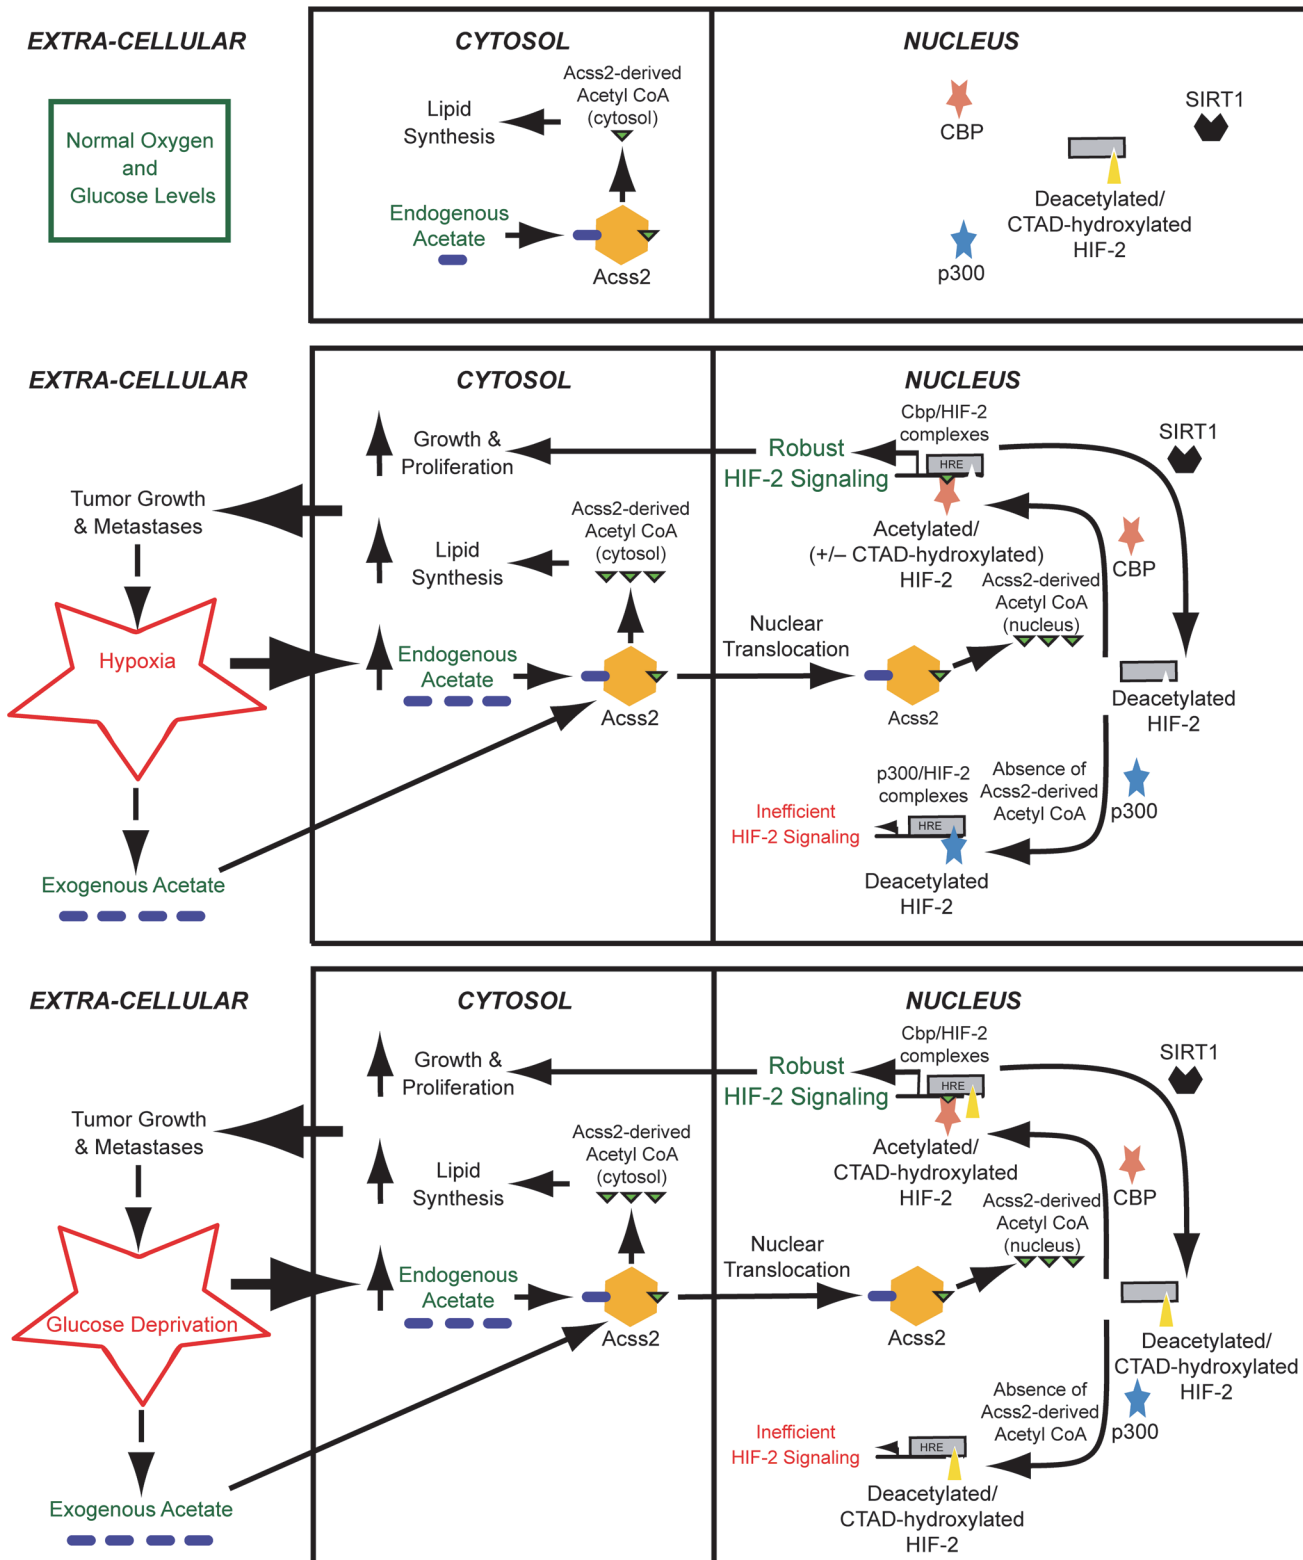 EXTRA-CELLULAR
CYTOSOL
NUCLEUS
Normal Oxygen
and
Glucose Levels
Lipid
Synthesis
Acss2-derived
Acetyl CoA
(cytosol)
Endogenous
Acetate
Acss2
CBP
SIRT1
Deacetylated/
CTAD-hydroxylated
HIF-2
p300
EXTRA-CELLULAR
CYTOSOL
NUCLEUS
Tumor Growth
& Metastases
Hypoxia
Exogenous Acetate
Growth &
Proliferation
Lipid
Synthesis
Acss2-derived
Acetyl CoA
(cytosol)
Endogenous
Acetate
Acss2
Robust
HIF-2 Signaling
Cbp/HIF-2
complexes
HRE
SIRT1
Acetylated/
(+/– CTAD-hydroxylated)
HIF-2
CBP
Acss2-derived
Acetyl CoA
(nucleus)
Nuclear
Translocation
Acss2
Deacetylated
HIF-2
p300/HIF-2
complexes
Absence of
Acss2-derived
Acetyl CoA
p300
Inefficient
HIF-2 Signaling
HRE
Deacetylated
HIF-2
EXTRA-CELLULAR
CYTOSOL
NUCLEUS
Tumor Growth
& Metastases
Glucose Deprivation
Exogenous Acetate
Growth &
Proliferation
Lipid
Synthesis
Acss2-derived
Acetyl CoA
(cytosol)
Endogenous
Acetate
Acss2
Robust
HIF-2 Signaling
Cbp/HIF-2
complexes
HRE
SIRT1
Acetylated/
CTAD-hydroxylated
HIF-2
CBP
Acss2-derived
Acetyl CoA
(nucleus)
Nuclear
Translocation
Acss2
Deacetylated/
CTAD-hydroxylated
HIF-2
Absence of
Acss2-derived
Acetyl CoA
p300
Inefficient
HIF-2 Signaling
HRE
Deacetylated/
CTAD-hydroxylated
HIF-2